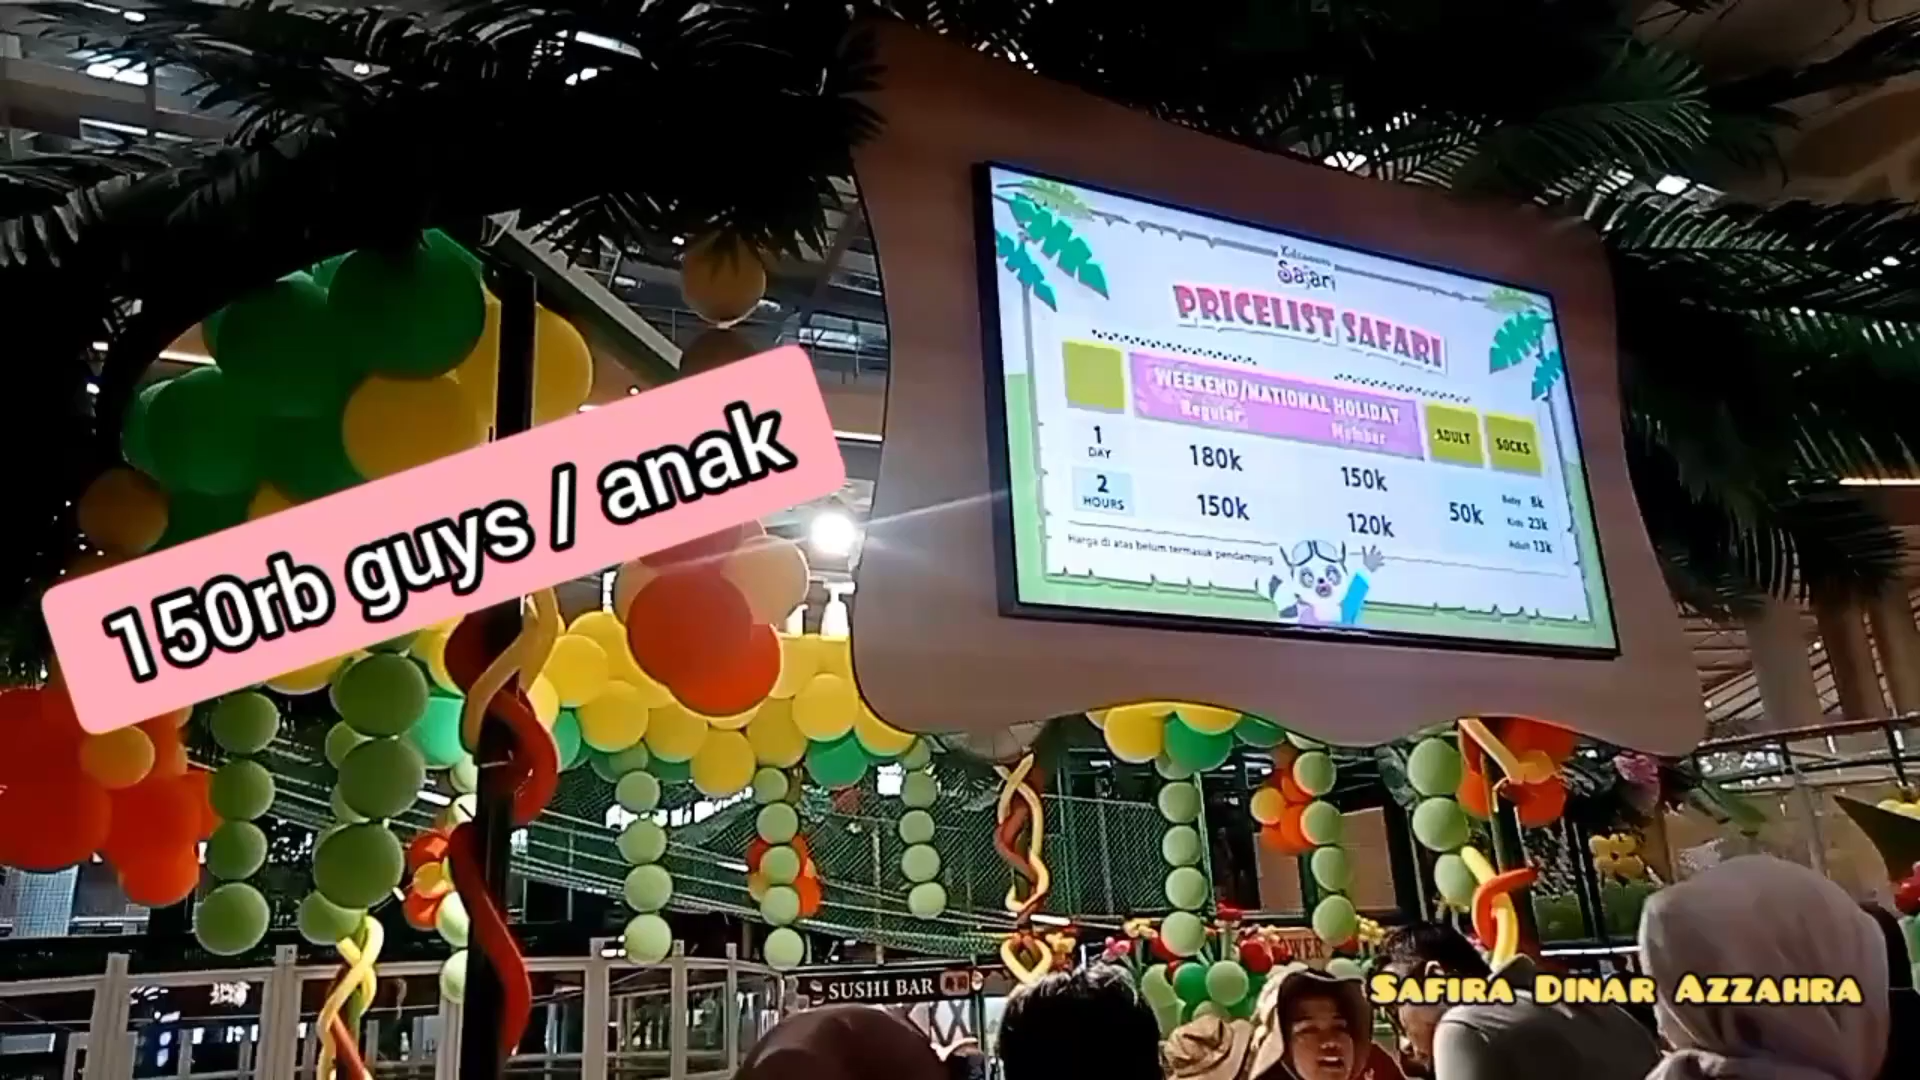 150rb guys / anak
Kidzooona
Safari
PRICELIST SAFARI
WEEKEND/NATIONAL HOLIDAY
Regular Member
ADULT SOCKS
1 DAY 180k 150k
2 HOURS 150k 120k
50k
Baby 8k
Kids 23k
Adult 13k
Harga di atas belum termasuk pendamping
SUSHI BAR
SAFIRA DINAR AZZAHRA